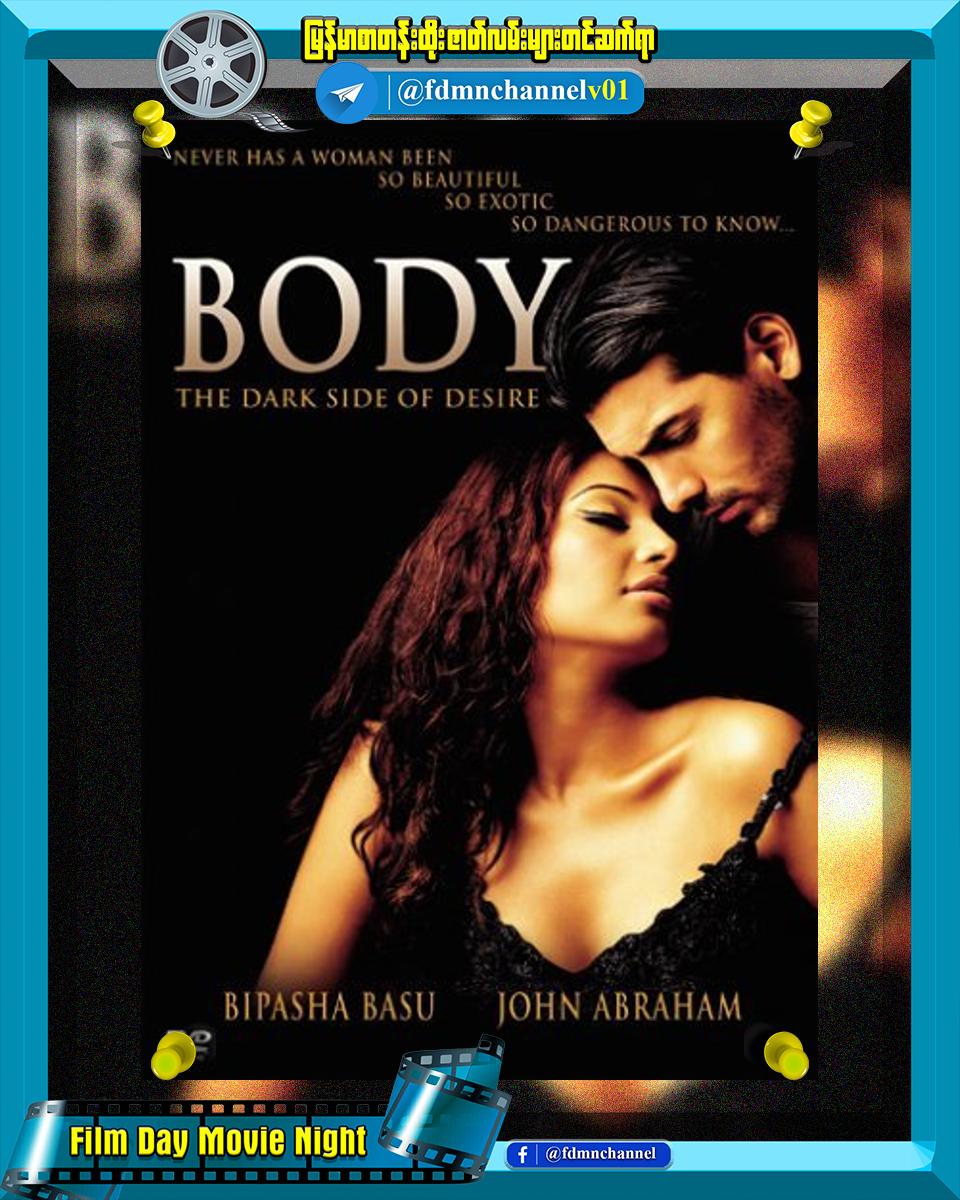 မြန်မာစာတန်းထိုးဇာတ်လမ်းများတင်ဆက်ရာ
@fdmnchannelv01
NEVER HAS A WOMAN BEEN
SO BEAUTIFUL
SO EXOTIC
SO DANGEROUS TO KNOW...
BODY
THE DARK SIDE OF DESIRE
BIPASHA BASU JOHN ABRAHAM
Film Day Movie Night
@fdmnchannel